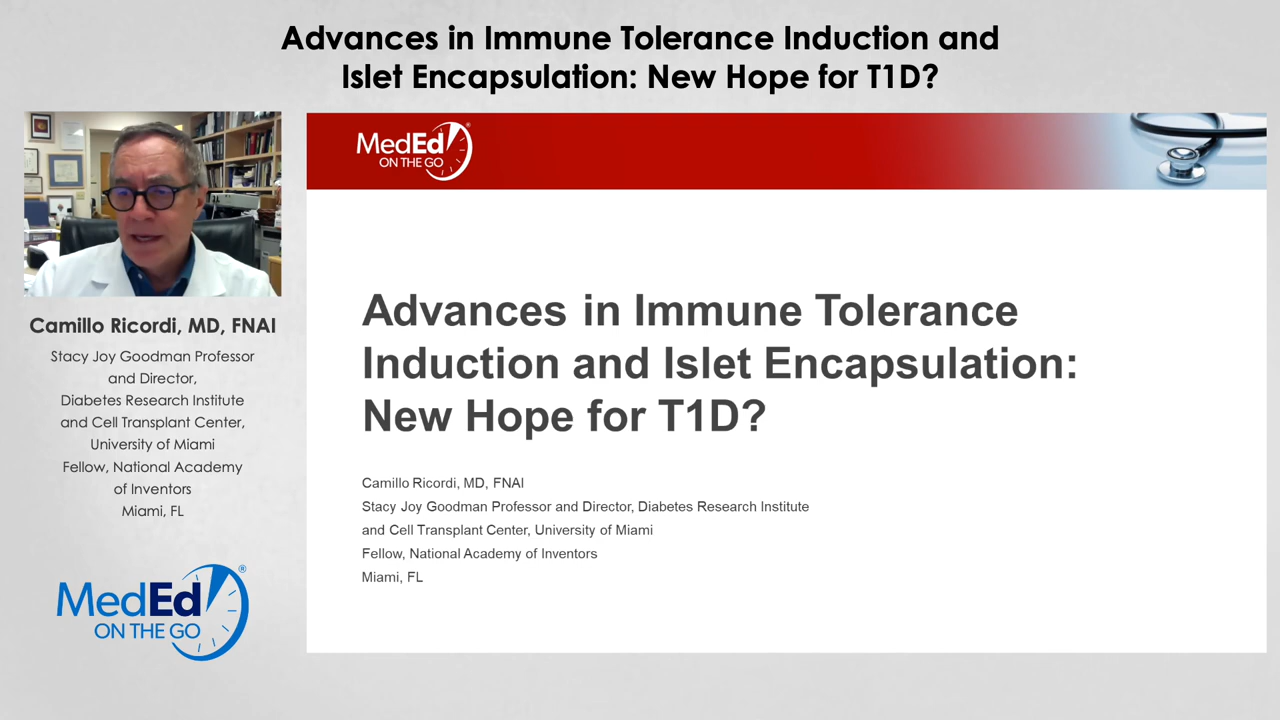 Advances in Immune Tolerance Induction and
Islet Encapsulation: New Hope for T1D?
Camillo Ricordi, MD, FNAI
Stacy Joy Goodman Professor
and Director,
Diabetes Research Institute
and Cell Transplant Center,
University of Miami
Fellow, National Academy
of Inventors
Miami, FL
MedEd®
ON THE GO
MedEd®
ON THE GO
Advances in Immune Tolerance
Induction and Islet Encapsulation:
New Hope for T1D?
Camillo Ricordi, MD, FNAI
Stacy Joy Goodman Professor and Director, Diabetes Research Institute
and Cell Transplant Center, University of Miami
Fellow, National Academy of Inventors
Miami, FL